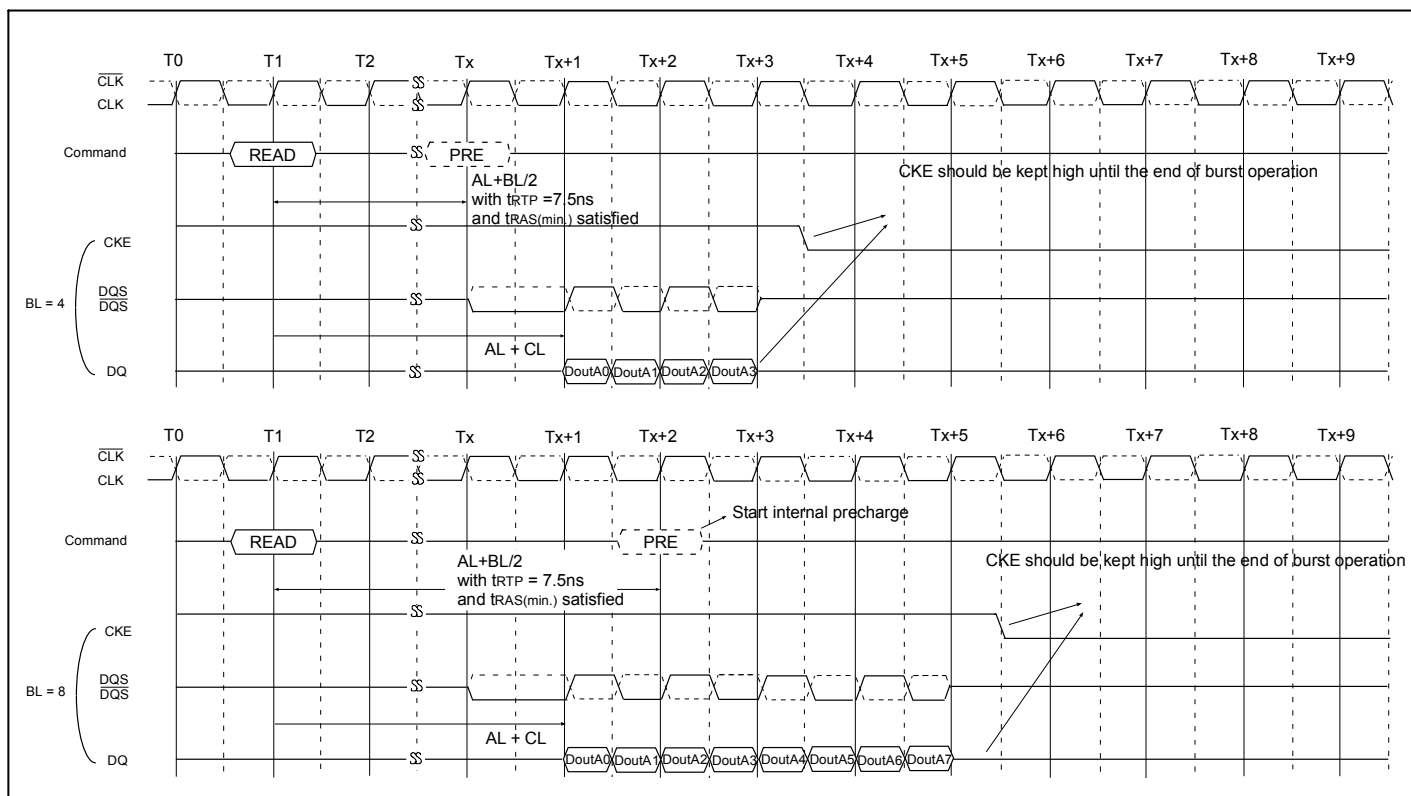 T0 T1 T2 Tx Tx+1 Tx+2 Tx+3 Tx+4 Tx+5 Tx+6 Tx+7 Tx+8 Tx+9
CLK
CLK
Command READ PRE
CKE should be kept high until the end of burst operation
AL+BL/2
with tRTP =7.5ns
and tRAS(min.) satisfied
CKE
BL = 4
DQS
DQS
AL + CL
DQ DoutA0 DoutA1 DoutA2 DoutA3
T0 T1 T2 Tx Tx+1 Tx+2 Tx+3 Tx+4 Tx+5 Tx+6 Tx+7 Tx+8 Tx+9
CLK
CLK
Start internal precharge
Command READ PRE
CKE should be kept high until the end of burst operation
AL+BL/2
with tRTP = 7.5ns
and tRAS(min.) satisfied
CKE
BL = 8
DQS
DQS
AL + CL
DQ DoutA0 DoutA1 DoutA2 DoutA3 DoutA4 DoutA5 DoutA6 DoutA7